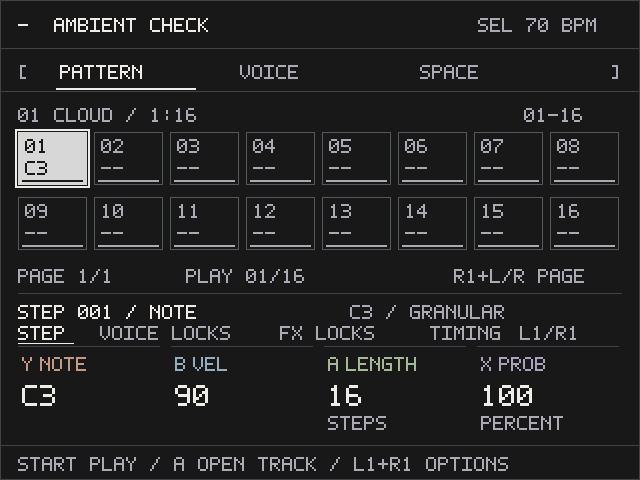 — AMBIENT CHECK SEL 70 BPM
[ PATTERN VOICE SPACE ]
01 CLOUD / 1:16 01—16
01 02 03 04 05 06 07 08
C3 —— —— —— —— —— —— ——
09 10 11 12 13 14 15 16
—— —— —— —— —— —— —— ——
PAGE 1/1 PLAY 01/16 R1+L/R PAGE
STEP 001 / NOTE C3 / GRANULAR
STEP VOICE LOCKS FX LOCKS TIMING L1/R1
Y NOTE B VEL A LENGTH X PROB
C3 90 16 100
STEPS PERCENT
START PLAY / A OPEN TRACK / L1+R1 OPTIONS